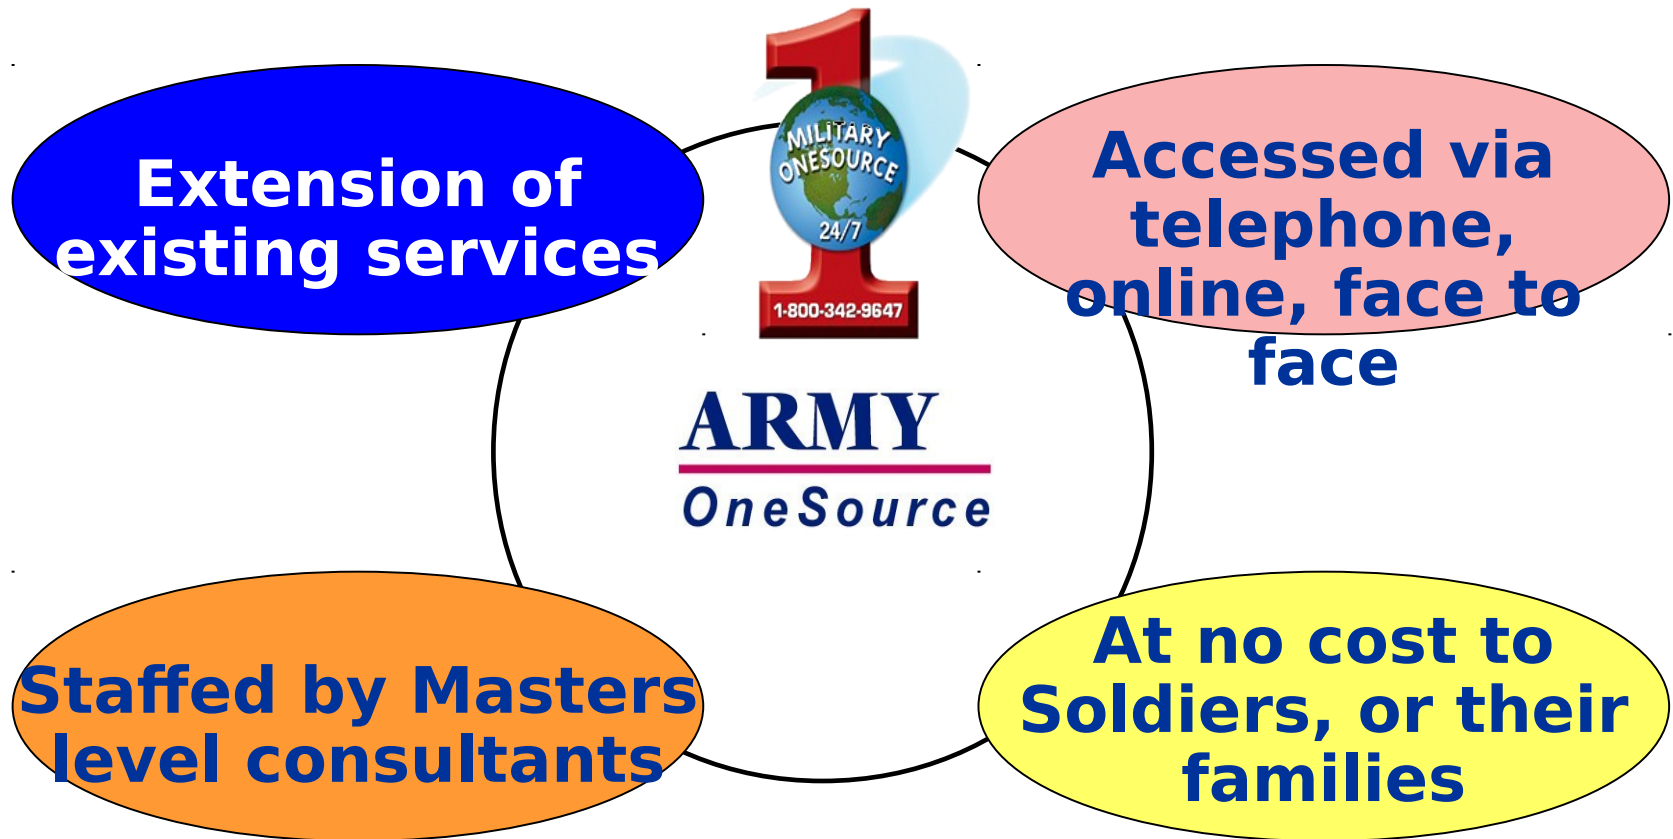 Extension of
existing services
MILITARY
ONESOURCE
24/7
1-800-342-9647
Accessed via
telephone,
online, face to
face
ARMY
OneSource
Staffed by Masters
level consultants
At no cost to
Soldiers, or their
families